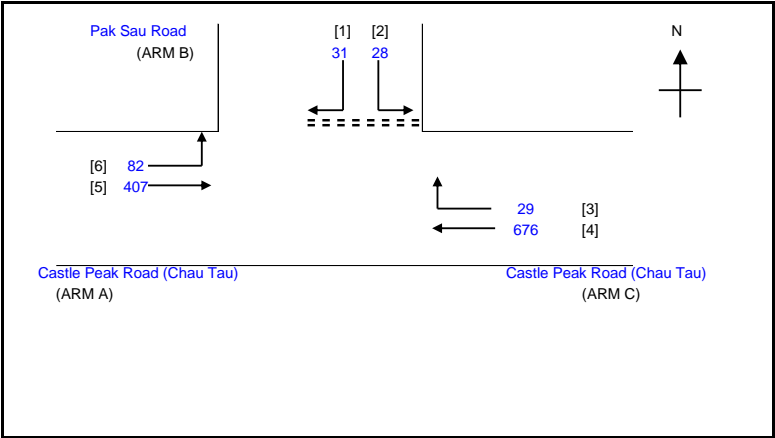 Pak Sau Road [1] [2] N
(ARM B) 31 28
[6] 82
[5] 407
29 [3]
676 [4]
Castle Peak Road (Chau Tau) Castle Peak Road (Chau Tau)
(ARM A) (ARM C)